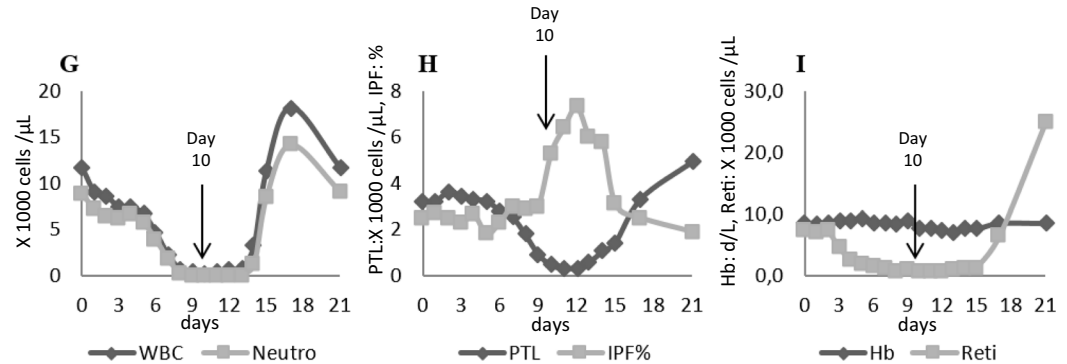 G
X 1000 cells /µL
20
15
10
5
0
Day
10
0 3 6 9 12 15 18 21
days
WBC Neutro
H
PTL:X 1000 cells /µL, IPF: %
8
6
4
2
0
Day
10
0 3 6 9 12 15 18 21
days
PTL IPF%
I
Hb: d/L, Reti: X 1000 cells /µL
30,0
20,0
10,0
0,0
Day
10
0 3 6 9 12 15 18 21
days
Hb Reti